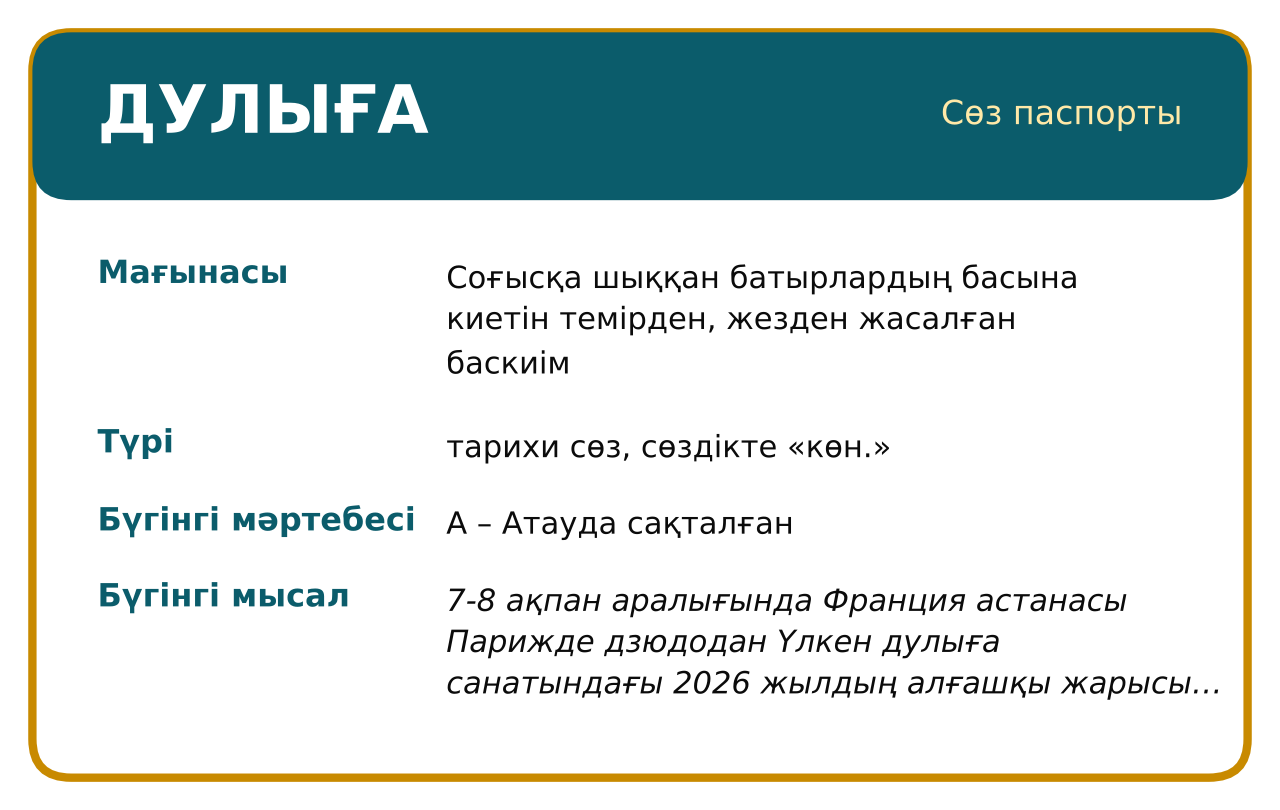 ДУЛЫҒА
Сөз паспорты
Мағынасы
Соғысқа шыққан батырлардың басына
киетін темірден, жезден жасалған
баскиім
Түрі
тарихи сөз, сөздікте «көн.»
Бүгінгі мәртебесі
А – Атауда сақталған
Бүгінгі мысал
7-8 ақпан аралығында Франция астанасы
Парижде дзюдодан Үлкен дулыға
санатындағы 2026 жылдың алғашқы жарысы…